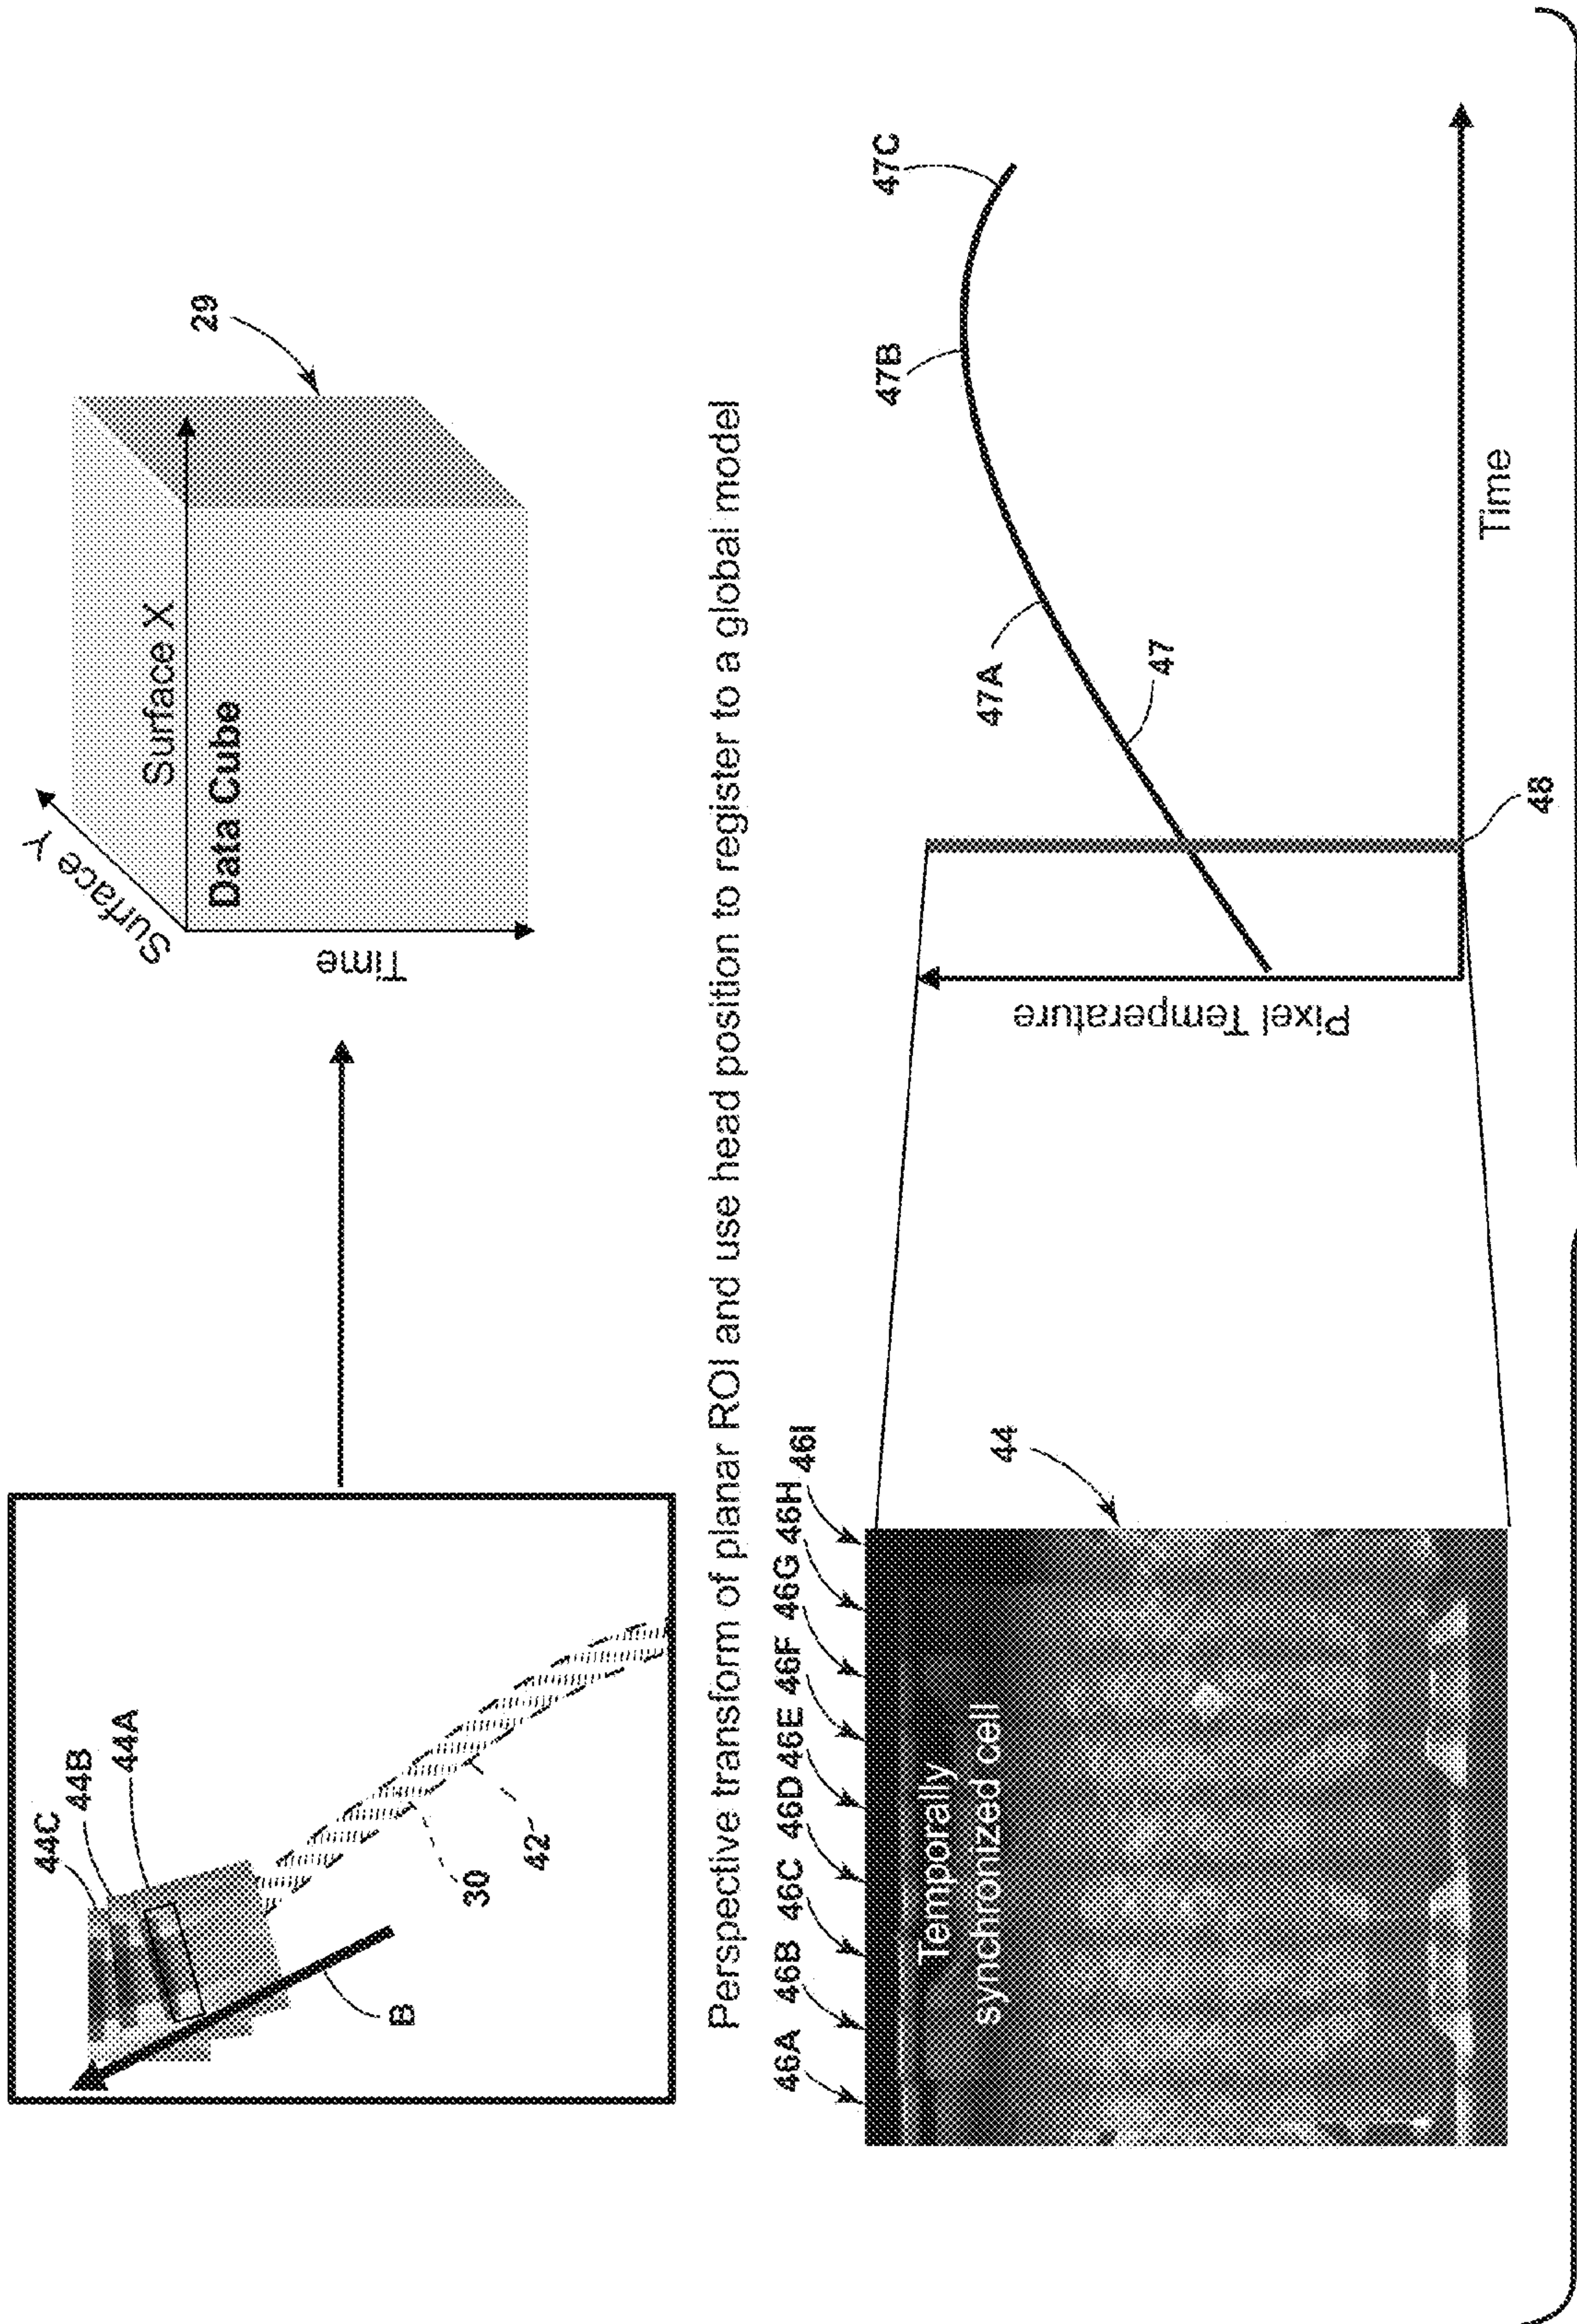 44C
44B
44A
30
42
B
Surface Y
Surface X
Data Cube
Time
29
Perspective transform of planar ROI and use head position to register to a global model
46A
46B
46C
46D
46E
46F
46G
46H
46I
Temporally
synchronized cell
44
Pixel Temperature
47A
47
47B
47C
48
Time